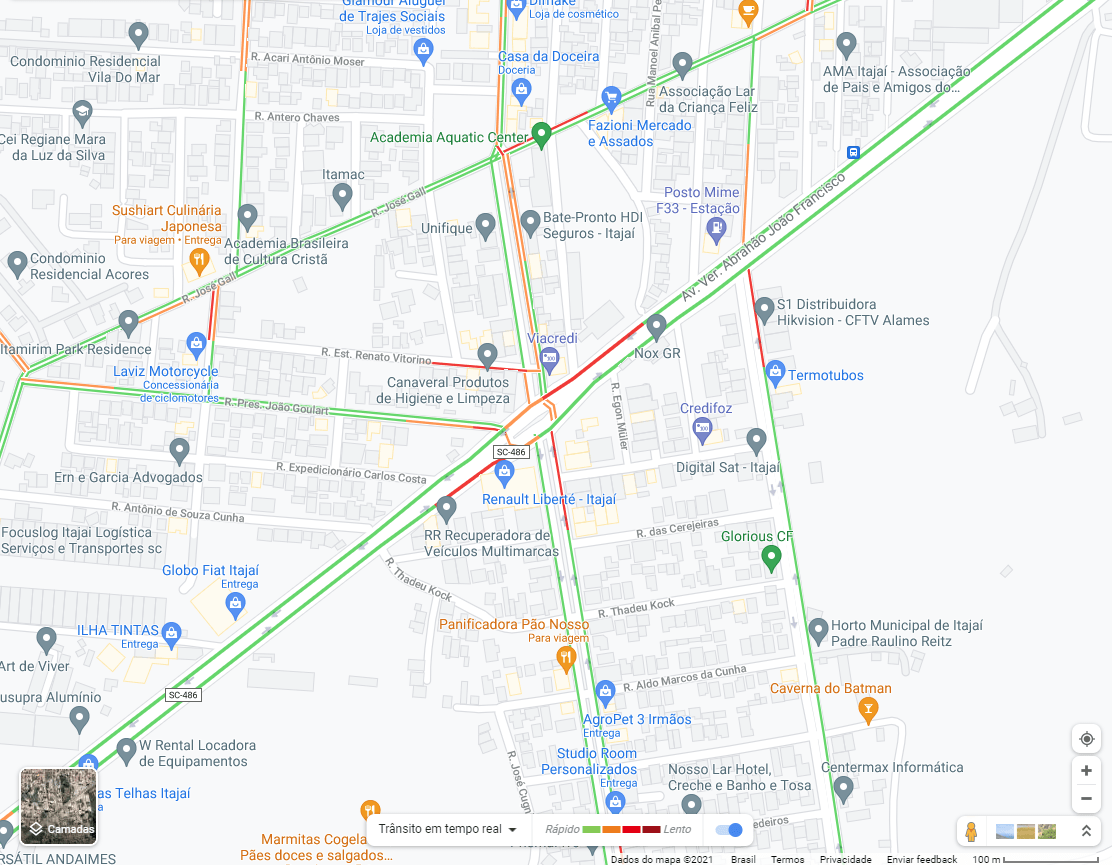 Glamour Aluguel
de Trajes Sociais
Loja de vestidos
Dimake
Loja de cosmético
Condominio Residencial
Vila Do Mar
R. Acari Antônio Moser
Casa da Doceira
Doceria
Rua Manoel Anibal Pe
Associação Lar
da Criança Feliz
AMA Itajaí - Associação
de Pais e Amigos do...
R. Antero Chaves
Cei Regiane Mara
da Luz da Silva
Academia Aquatic Center
Fazioni Mercado
e Assados
Itamac
R. José Gall
Posto Mime
F33 - Estação
Av. Ver. Abrahão João Francisco
Sushiart Culinária
Japonesa
Para viagem • Entrega
Unifique
Bate-Pronto HDI
Seguros - Itajaí
Academia Brasileira
de Cultura Cristã
Condominio
Residencial Acores
R. José Gall
S1 Distribuidora
Hikvision - CFTV Alames
Itamirim Park Residence
R. Est. Renato Vitorino
Viacredi
Nox GR
Laviz Motorcycle
Concessionária
de ciclomotores
Canaveral Produtos
de Higiene e Limpeza
Termotubos
R. Pres. João Goulart
R. Egon Müler
Credifoz
SC-486
Digital Sat - Itajaí
Ern e Garcia Advogados
R. Expedicionário Carlos Costa
Renault Liberté - Itajaí
R. Antônio de Souza Cunha
Focuslog Itajai Logística
Serviços e Transportes sc
RR Recuperadora de
Veículos Multimarcas
R. das Cerejeiras
Glorious CF
Globo Fiat Itajaí
Entrega
R. Thadeu Kock
R. Thadeu Kock
Panificadora Pão Nosso
Para viagem
ILHA TINTAS
Entrega
Horto Municipal de Itajaí
Padre Raulino Reitz
Art de Viver
R. Aldo Marcos da Cunha
SC-486
Caverna do Batman
usupra Alumínio
AgroPet 3 Irmãos
Entrega
W Rental Locadora
de Equipamentos
R. José Cugn
Studio Room
Personalizados
Entrega
Nosso Lar Hotel,
Creche e Banho e Tosa
Centermax Informática
as Telhas Itajaí
a
Camadas
Marmitas Cogela
Pães doces e salgados...
Trânsito em tempo real
Rápido
Lento
edeiros
RSÁTIL ANDAIMES
Dados do mapa ©2021
Brasil
Termos
Privacidade
Enviar feedback
100 m